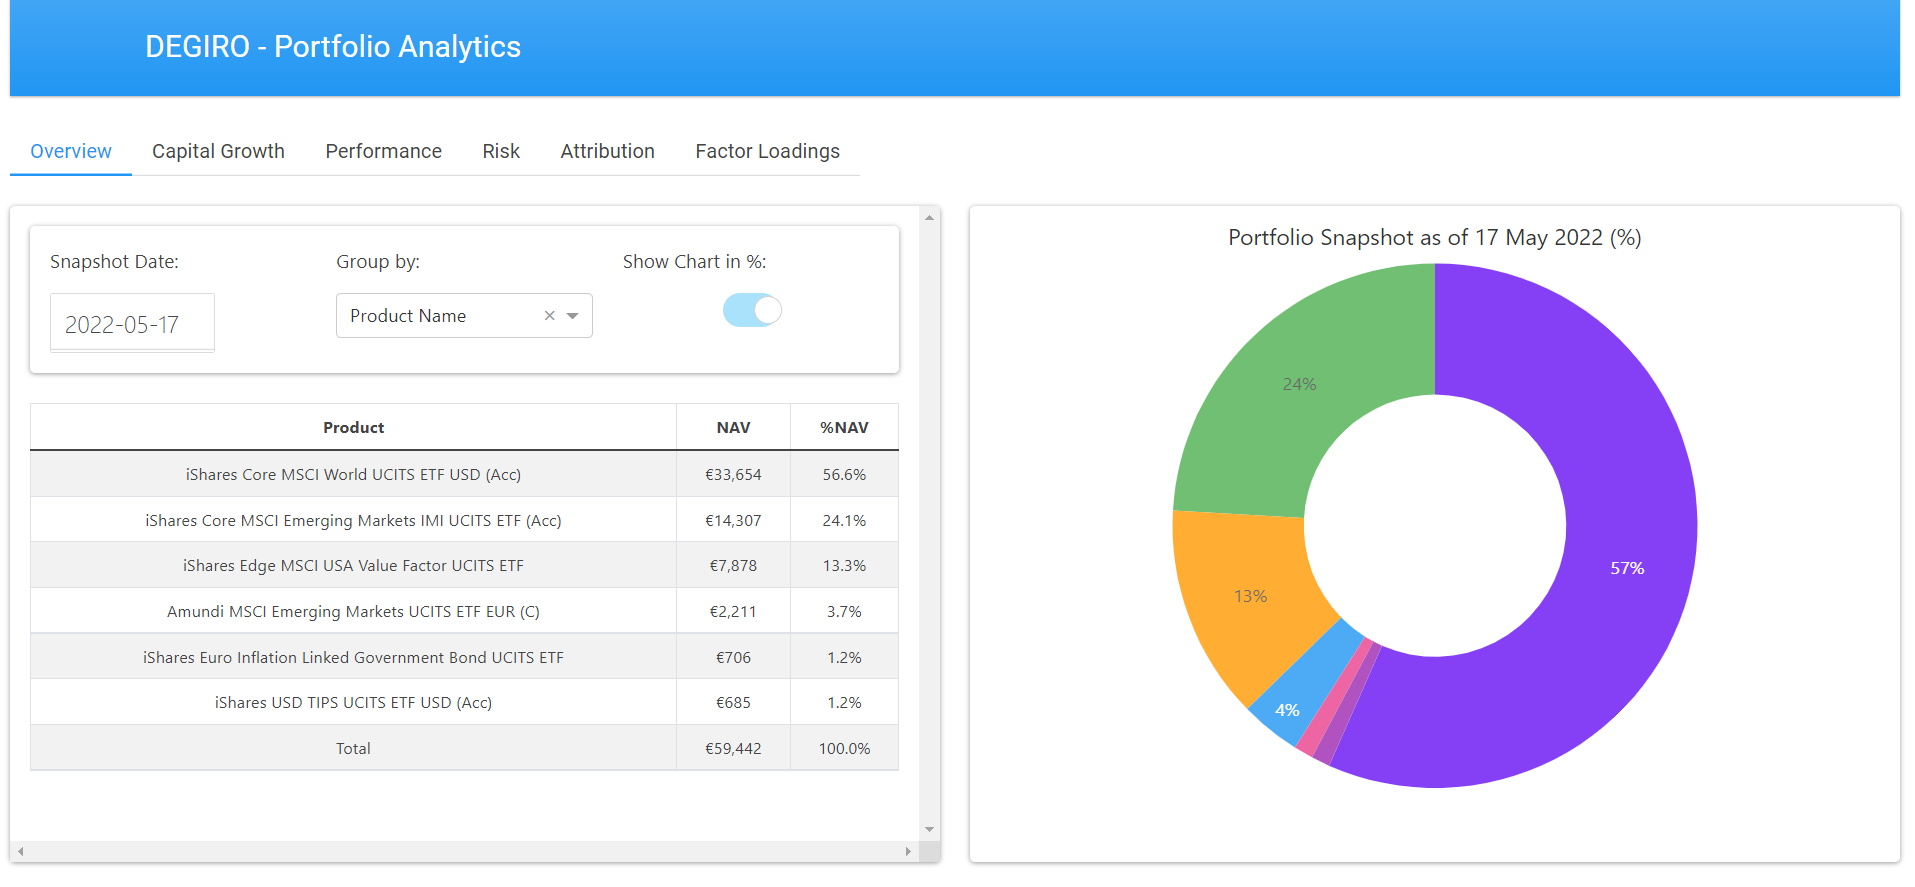 DEGIRO - Portfolio Analytics
Overview Capital Growth Performance Risk Attribution Factor Loadings
Snapshot Date: Group by: Show Chart in %:
2022-05-17 Product Name ×
Product NAV %NAV
iShares Core MSCI World UCITS ETF USD (Acc) €33,654 56.6%
iShares Core MSCI Emerging Markets IMI UCITS ETF (Acc) €14,307 24.1%
iShares Edge MSCI USA Value Factor UCITS ETF €7,878 13.3%
Amundi MSCI Emerging Markets UCITS ETF EUR (C) €2,211 3.7%
iShares Euro Inflation Linked Government Bond UCITS ETF €706 1.2%
iShares USD TIPS UCITS ETF USD (Acc) €685 1.2%
Total €59,442 100.0%
Portfolio Snapshot as of 17 May 2022 (%)
24%
57%
13%
4%